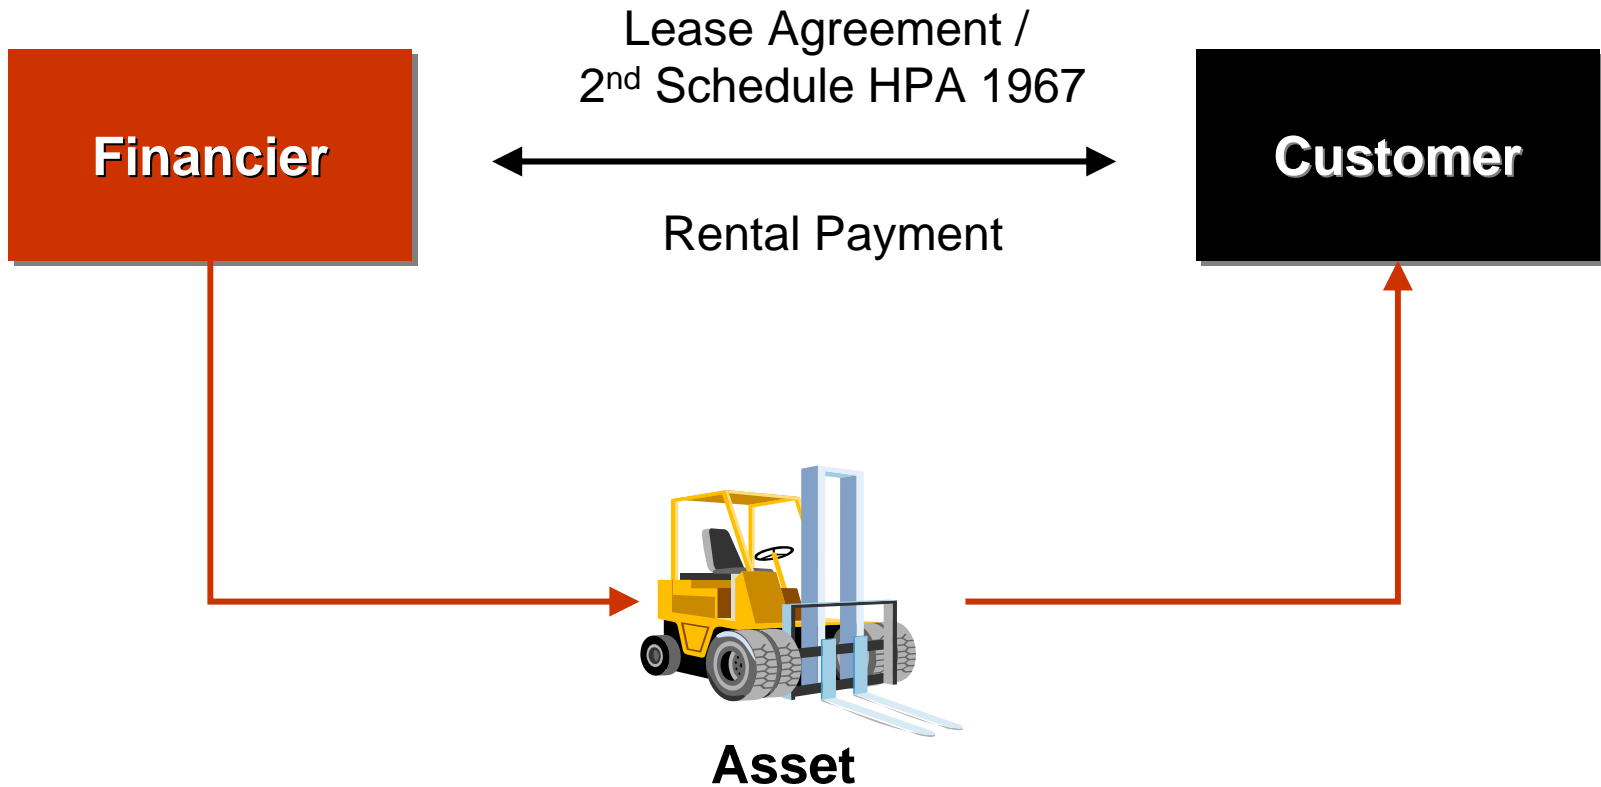 Lease Agreement /
2nd Schedule HPA 1967
Financier
Customer
Rental Payment
Asset